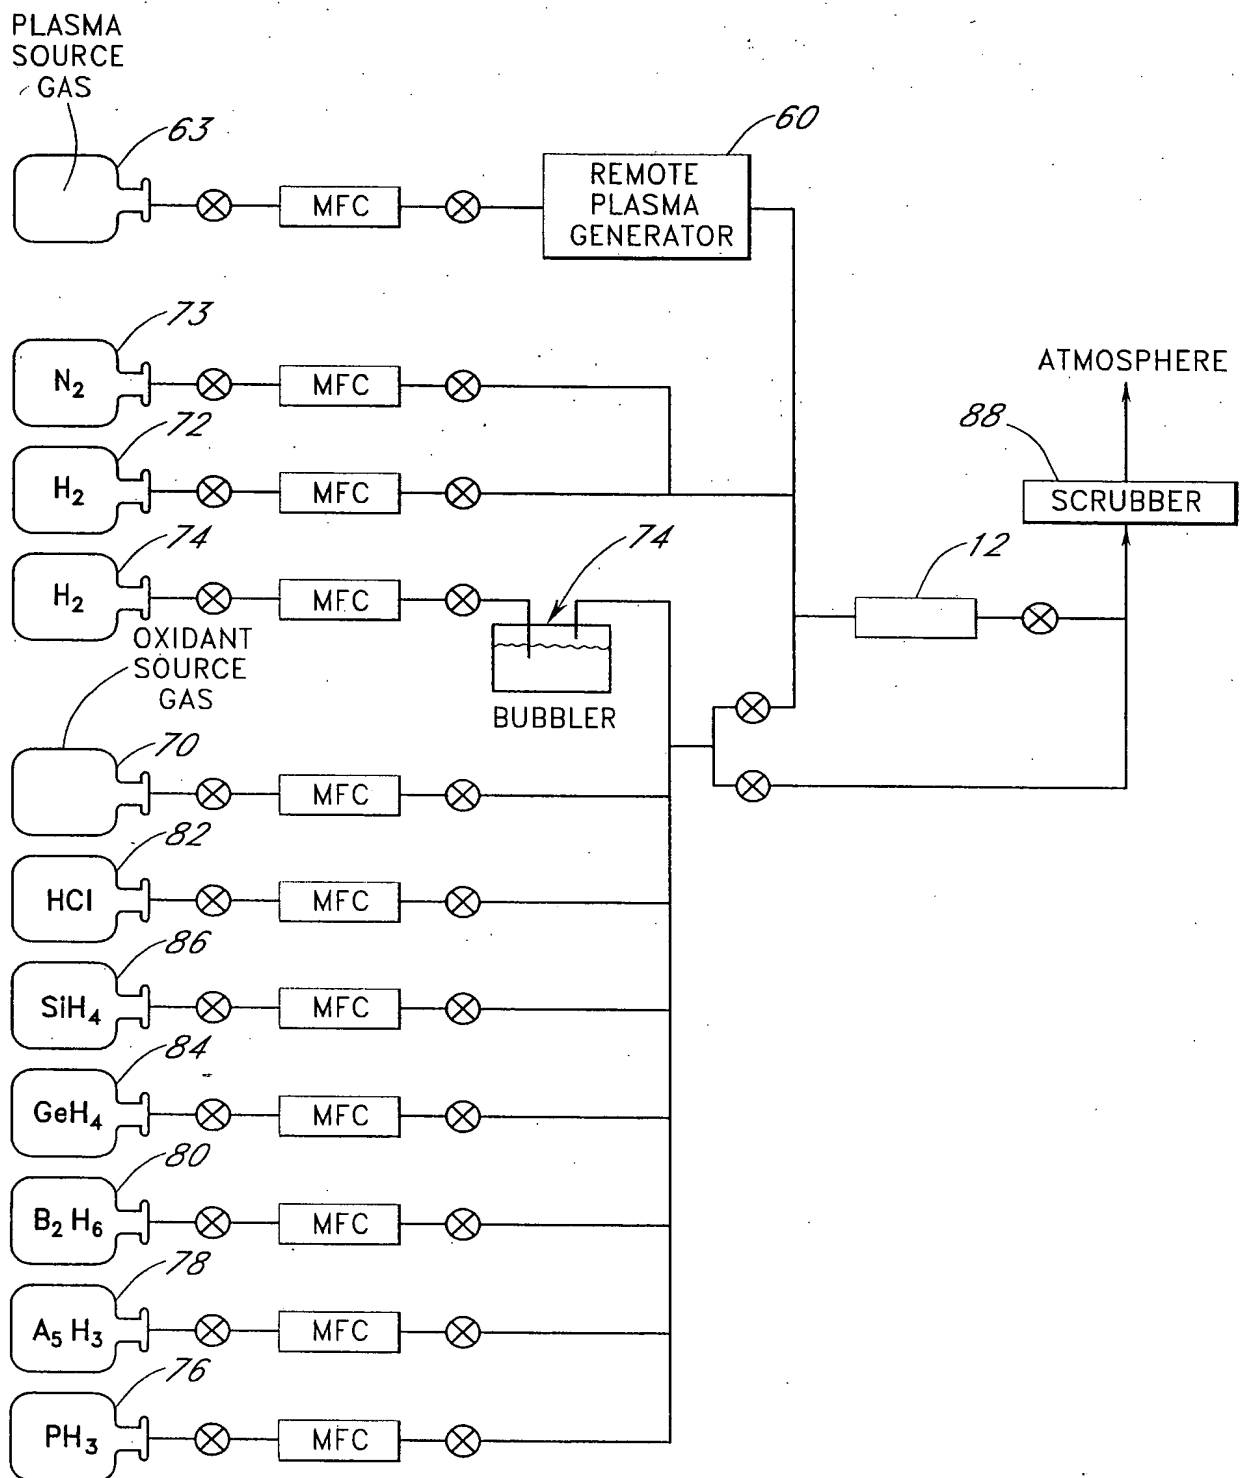 PLASMA
SOURCE
GAS
63
60
MFC
REMOTE
PLASMA
GENERATOR
73
N2
MFC
ATMOSPHERE
72
88
H2
MFC
SCRUBBER
74
74
12
H2
MFC
OXIDANT
SOURCE
GAS
BUBBLER
70
MFC
82
HCl
MFC
86
SiH4
MFC
84
GeH4
MFC
80
B2 H6
MFC
78
A5 H3
MFC
76
PH3
MFC